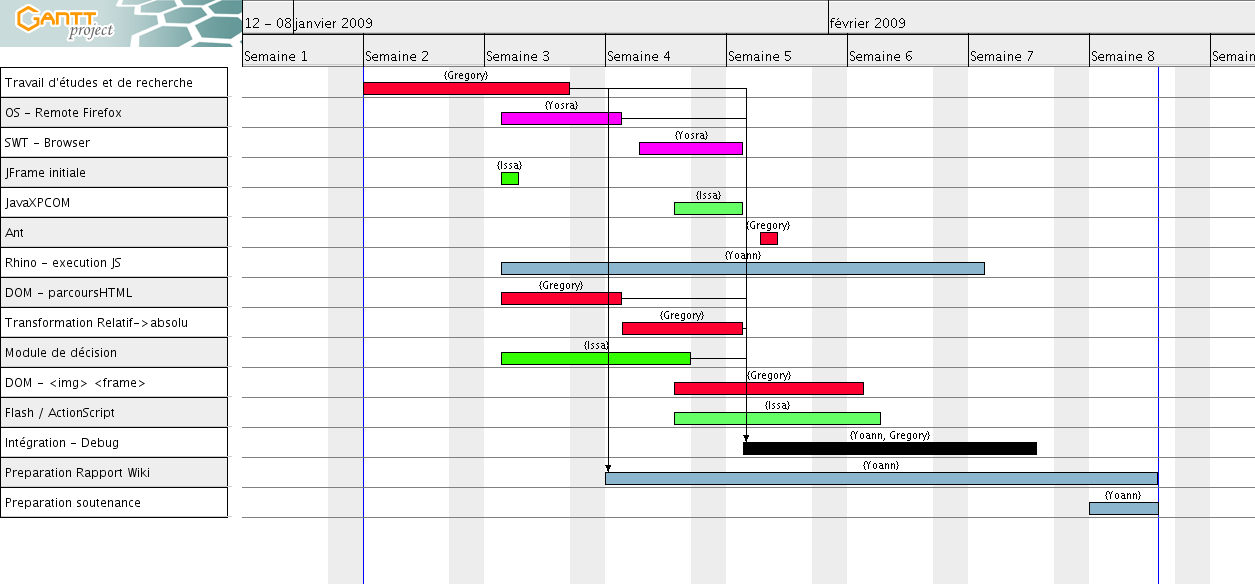 GANTT
project
12 - 08 janvier 2009 février 2009
Semaine 1 Semaine 2 Semaine 3 Semaine 4 Semaine 5 Semaine 6 Semaine 7 Semaine 8 Semain
Travail d'études et de recherche {Gregory}
OS - Remote Firefox {Yosra}
SWT - Browser {Yosra}
JFrame initiale {Issa}
JavaXPCOM {Issa}
Ant {Gregory}
Rhino - execution JS {Yoann}
DOM - parcoursHTML {Gregory}
Transformation Relatif->absolu {Gregory}
Module de décision {Issa}
DOM - <img> <frame> {Gregory}
Flash / ActionScript {Issa}
Intégration - Debug {Yoann, Gregory}
Preparation Rapport Wiki {Yoann}
Preparation soutenance {Yoann}